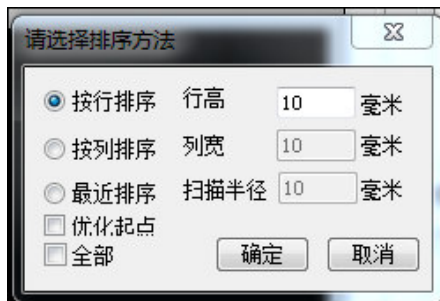 请选择排序方法
按行排序 行高 10 毫米
按列排序 列宽 10 毫米
最近排序 扫描半径 10 毫米
优化起点
全部 确定 取消